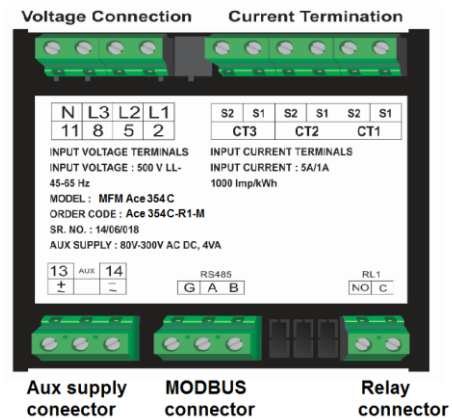 Voltage Connection Current Termination
N L3 L2 L1
11 8 5 2
S2 S1 S2 S1 S2 S1
CT3 CT2 CT1
INPUT VOLTAGE TERMINALS
INPUT VOLTAGE : 500 V LL-
45-65 Hz
INPUT CURRENT TERMINALS
INPUT CURRENT : 5A/1A
1000 Imp/kWh
MODEL : MFM Ace 354 C
ORDER CODE : Ace 354C-R1-M
SR. NO. : 14/06/018
AUX SUPPLY : 80V-300V AC DC, 4VA
13 AUX 14
+ -
~ ~
RS485
G A B
RL1
NO C
Aux supply
coneector
MODBUS
connector
Relay
connector